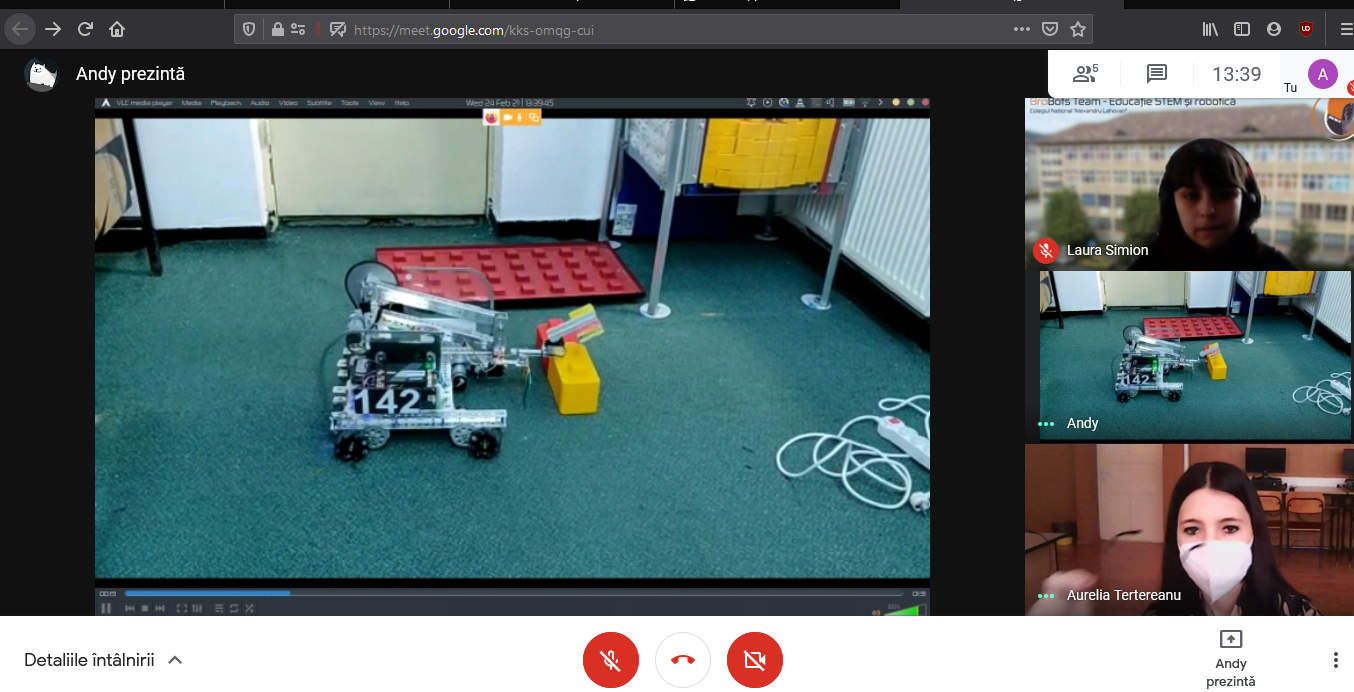 https://meet.google.com/kks-omqg-cui
Andy prezintă
5
13:39
Tu
A
VLC media player Media Playback Audio Video Subtitle Tools View Help
Wed 24 Feb 21 | 13:39:45
BroBots Team - Educație STEM și robotică
Colegiul Național "Alexandru Lahovari"
142
Laura Simion
142
Andy
Aurelia Tertereanu
00:19
Detaliile întâlnirii
Andy
prezintă